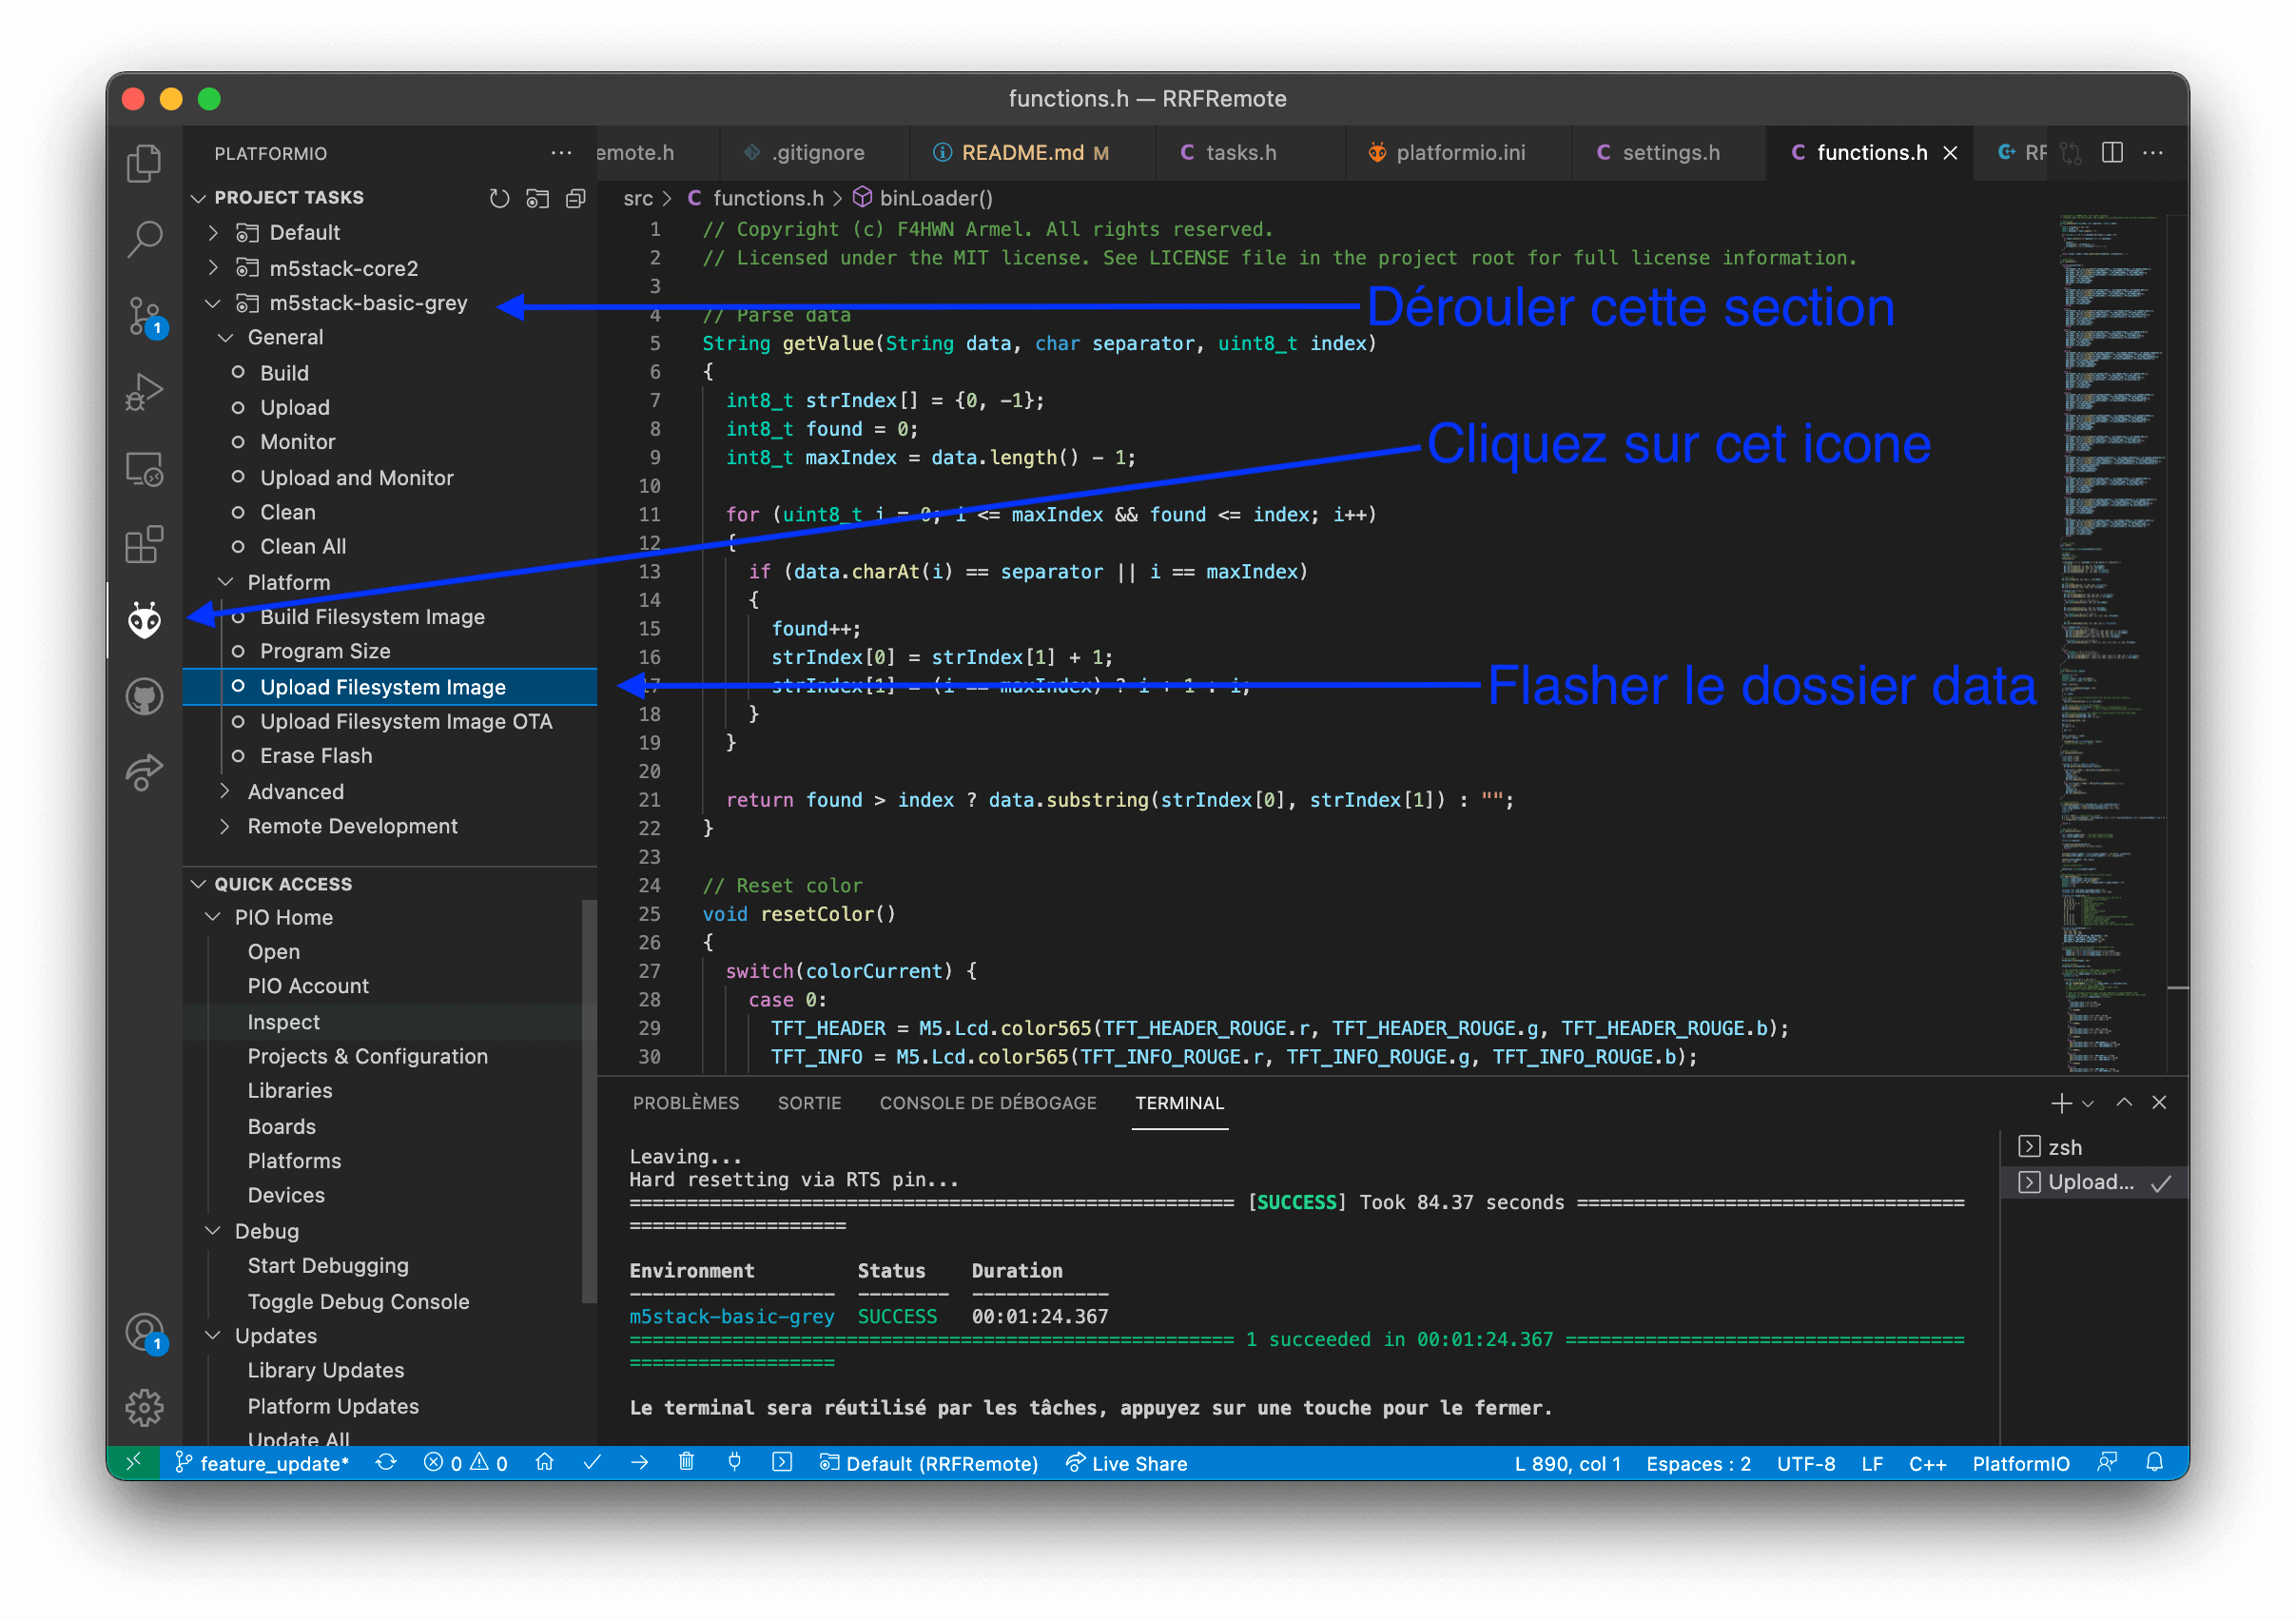 functions.h — RRFRemote
PLATFORMIO
PROJECT TASKS
Default
m5stack-core2
m5stack-basic-grey
General
Build
Upload
Monitor
Upload and Monitor
Clean
Clean All
Platform
Build Filesystem Image
Program Size
Upload Filesystem Image
Upload Filesystem Image OTA
Erase Flash
Advanced
Remote Development
QUICK ACCESS
PIO Home
Open
PIO Account
Inspect
Projects & Configuration
Libraries
Boards
Platforms
Devices
Debug
Start Debugging
Toggle Debug Console
Updates
Library Updates
Platform Updates
Update All
1
1
emote.h .gitignore README.md M tasks.h platformio.ini settings.h functions.h RF
src > functions.h > binLoader()
1 // Copyright (c) F4HWN Armel. All rights reserved.
2 // Licensed under the MIT license. See LICENSE file in the project root for full license information.
3
4 // Parse data
5 String getValue(String data, char separator, uint8_t index)
6 {
7 int8_t strIndex[] = {0, -1};
8 int8_t found = 0;
9 int8_t maxIndex = data.length() - 1;
10
11 for (uint8_t i = 0; i <= maxIndex && found <= index; i++)
12 {
13 if (data.charAt(i) == separator || i == maxIndex)
14 {
15 found++;
16 strIndex[0] = strIndex[1] + 1;
17 strIndex[1] = (i == maxIndex) ? i + 1 : i;
18 }
19 }
20
21 return found > index ? data.substring(strIndex[0], strIndex[1]) : "";
22 }
23
24 // Reset color
25 void resetColor()
26 {
27 switch(colorCurrent) {
28 case 0:
29 TFT_HEADER = M5.Lcd.color565(TFT_HEADER_ROUGE.r, TFT_HEADER_ROUGE.g, TFT_HEADER_ROUGE.b);
30 TFT_INFO = M5.Lcd.color565(TFT_INFO_ROUGE.r, TFT_INFO_ROUGE.g, TFT_INFO_ROUGE.b);
Dérouler cette section
Cliquez sur cet icone
Flasher le dossier data
PROBLÈMES SORTIE CONSOLE DE DÉBOGAGE TERMINAL
Leaving...
Hard resetting via RTS pin...
===================================================== [SUCCESS] Took 84.37 seconds ==================================
===================
Environment Status Duration
------------------ -------- ------------
m5stack-basic-grey SUCCESS 00:01:24.367
===================================================== 1 succeeded in 00:01:24.367 ===================================
==================
Le terminal sera réutilisé par les tâches, appuyez sur une touche pour le fermer.
zsh
Upload...
feature_update* 0 0 Default (RRFRemote) Live Share L 890, col 1 Espaces : 2 UTF-8 LF C++ PlatformIO